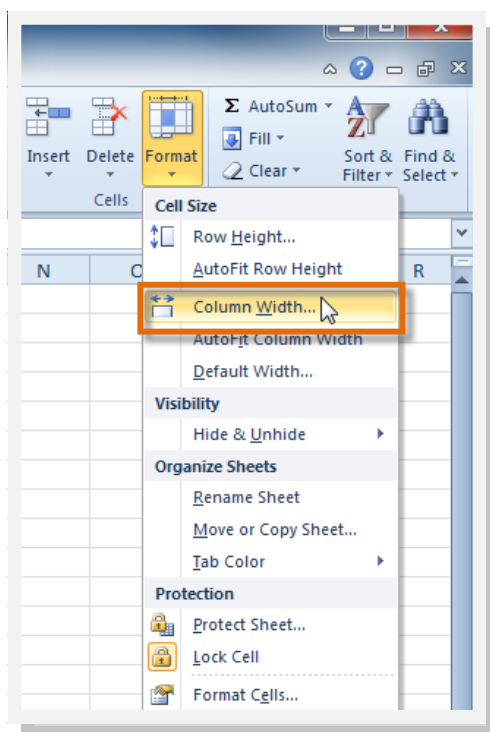 Σ AutoSum
Fill
Clear
Insert Delete Format
Sort & Filter
Find & Select
Cells
Cell Size
Row Height...
AutoFit Row Height
N R
Column Width...
AutoFit Column Width
Default Width...
Visibility
Hide & Unhide
Organize Sheets
Rename Sheet
Move or Copy Sheet...
Tab Color
Protection
Protect Sheet...
Lock Cell
Format Cells...